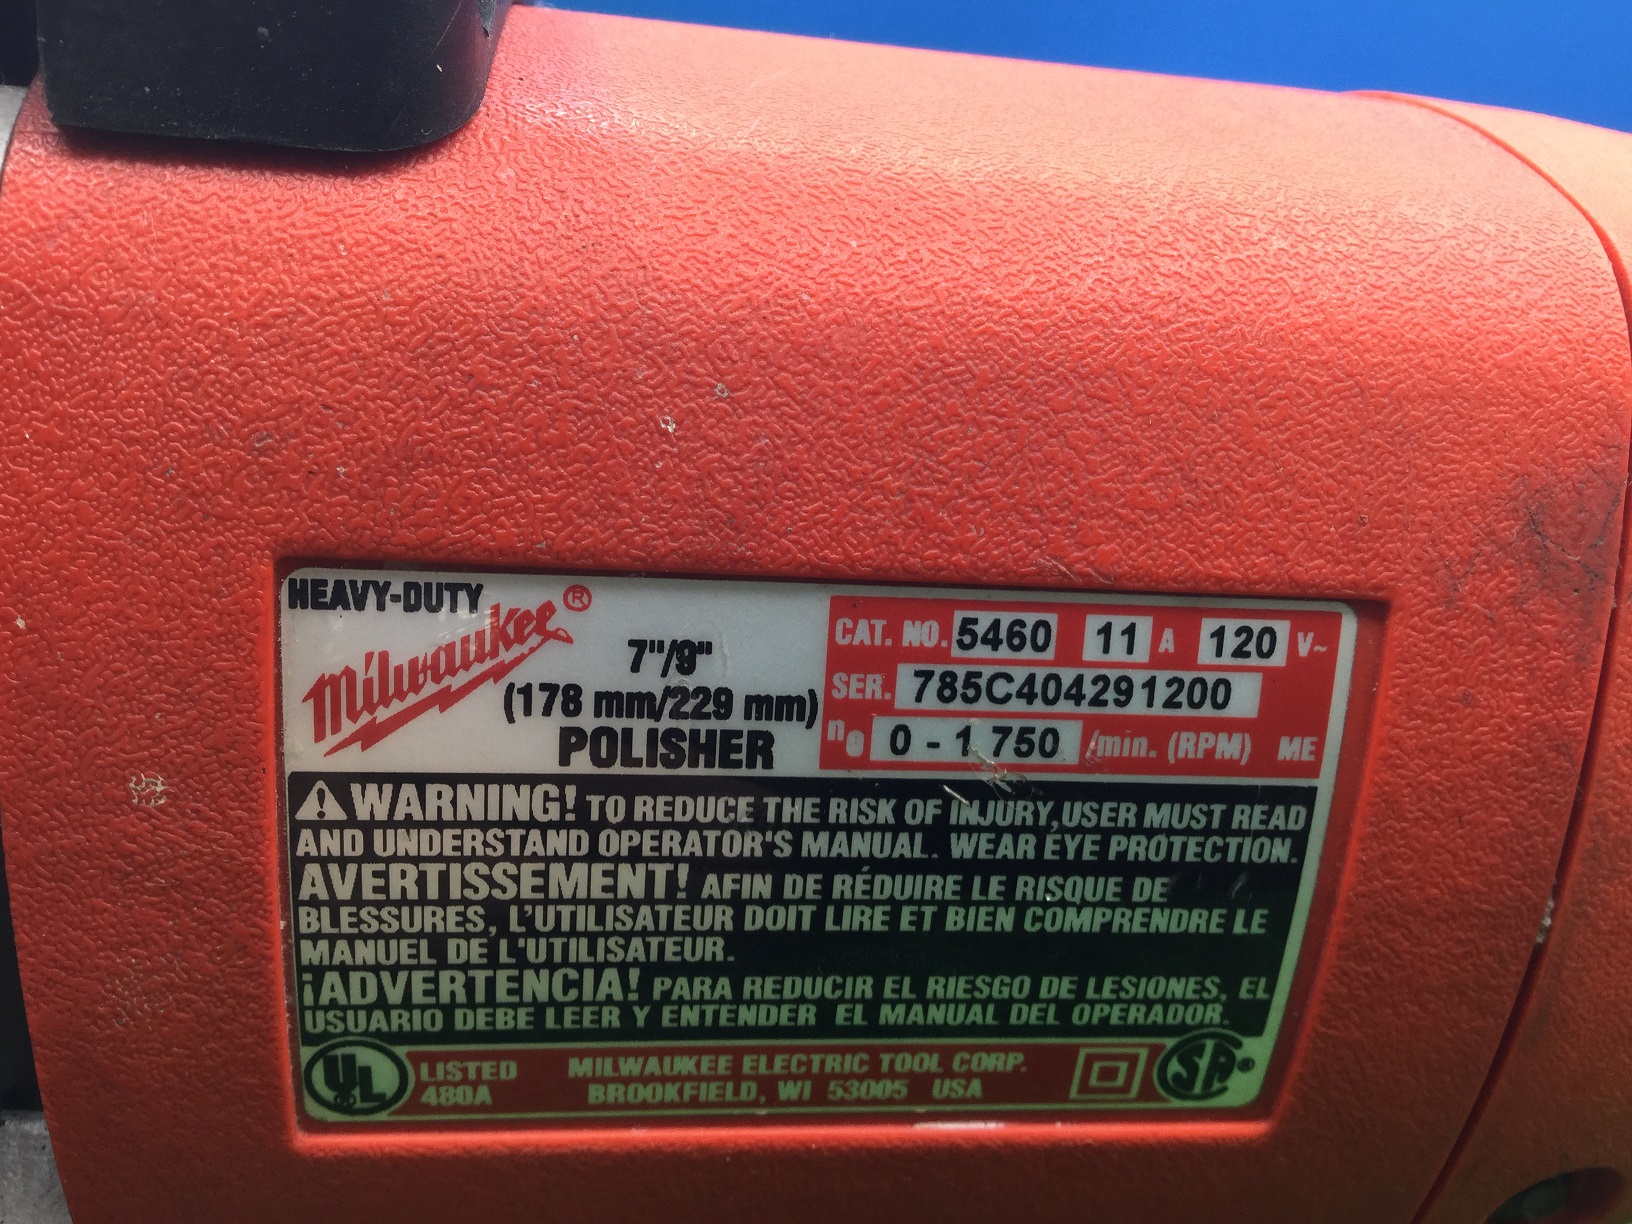 HEAVY-DUTY
Milwaukee®
7"/9"
(178 mm/229 mm)
POLISHER
CAT. NO. 5460 11 A 120 V~
SER. 785C404291200
n0 0 - 1 750 /min. (RPM) ME
⚠WARNING! TO REDUCE THE RISK OF INJURY, USER MUST READ
AND UNDERSTAND OPERATOR'S MANUAL. WEAR EYE PROTECTION.
AVERTISSEMENT! AFIN DE RÉDUIRE LE RISQUE DE
BLESSURES, L'UTILISATEUR DOIT LIRE ET BIEN COMPRENDRE LE
MANUEL DE L'UTILISATEUR.
¡ADVERTENCIA! PARA REDUCIR EL RIESGO DE LESIONES, EL
USUARIO DEBE LEER Y ENTENDER EL MANUAL DEL OPERADOR.
UL LISTED
480A
MILWAUKEE ELECTRIC TOOL CORP.
BROOKFIELD, WI 53005 USA
SA®